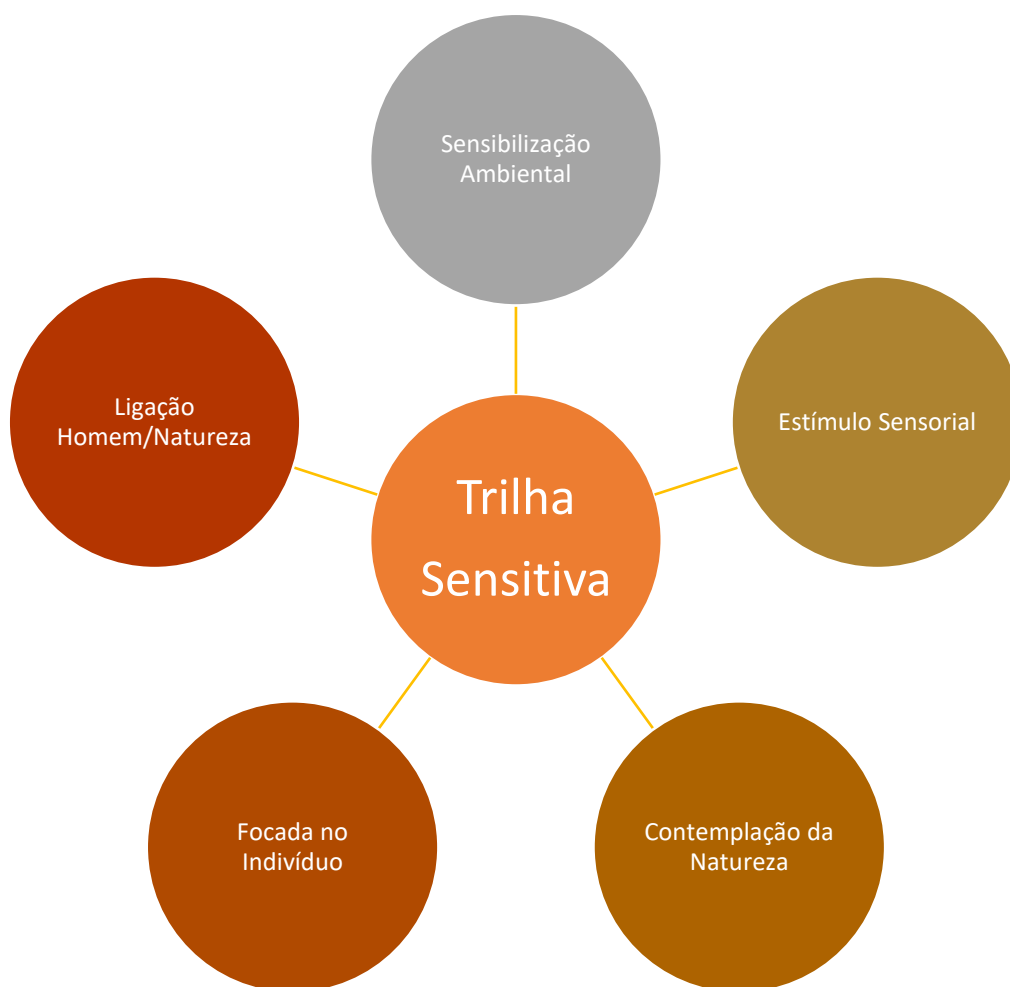 Sensibilização
Ambiental
Ligação
Homem/Natureza
Estímulo Sensorial
Trilha
Sensitiva
Focada no
Indivíduo
Contemplação da
Natureza